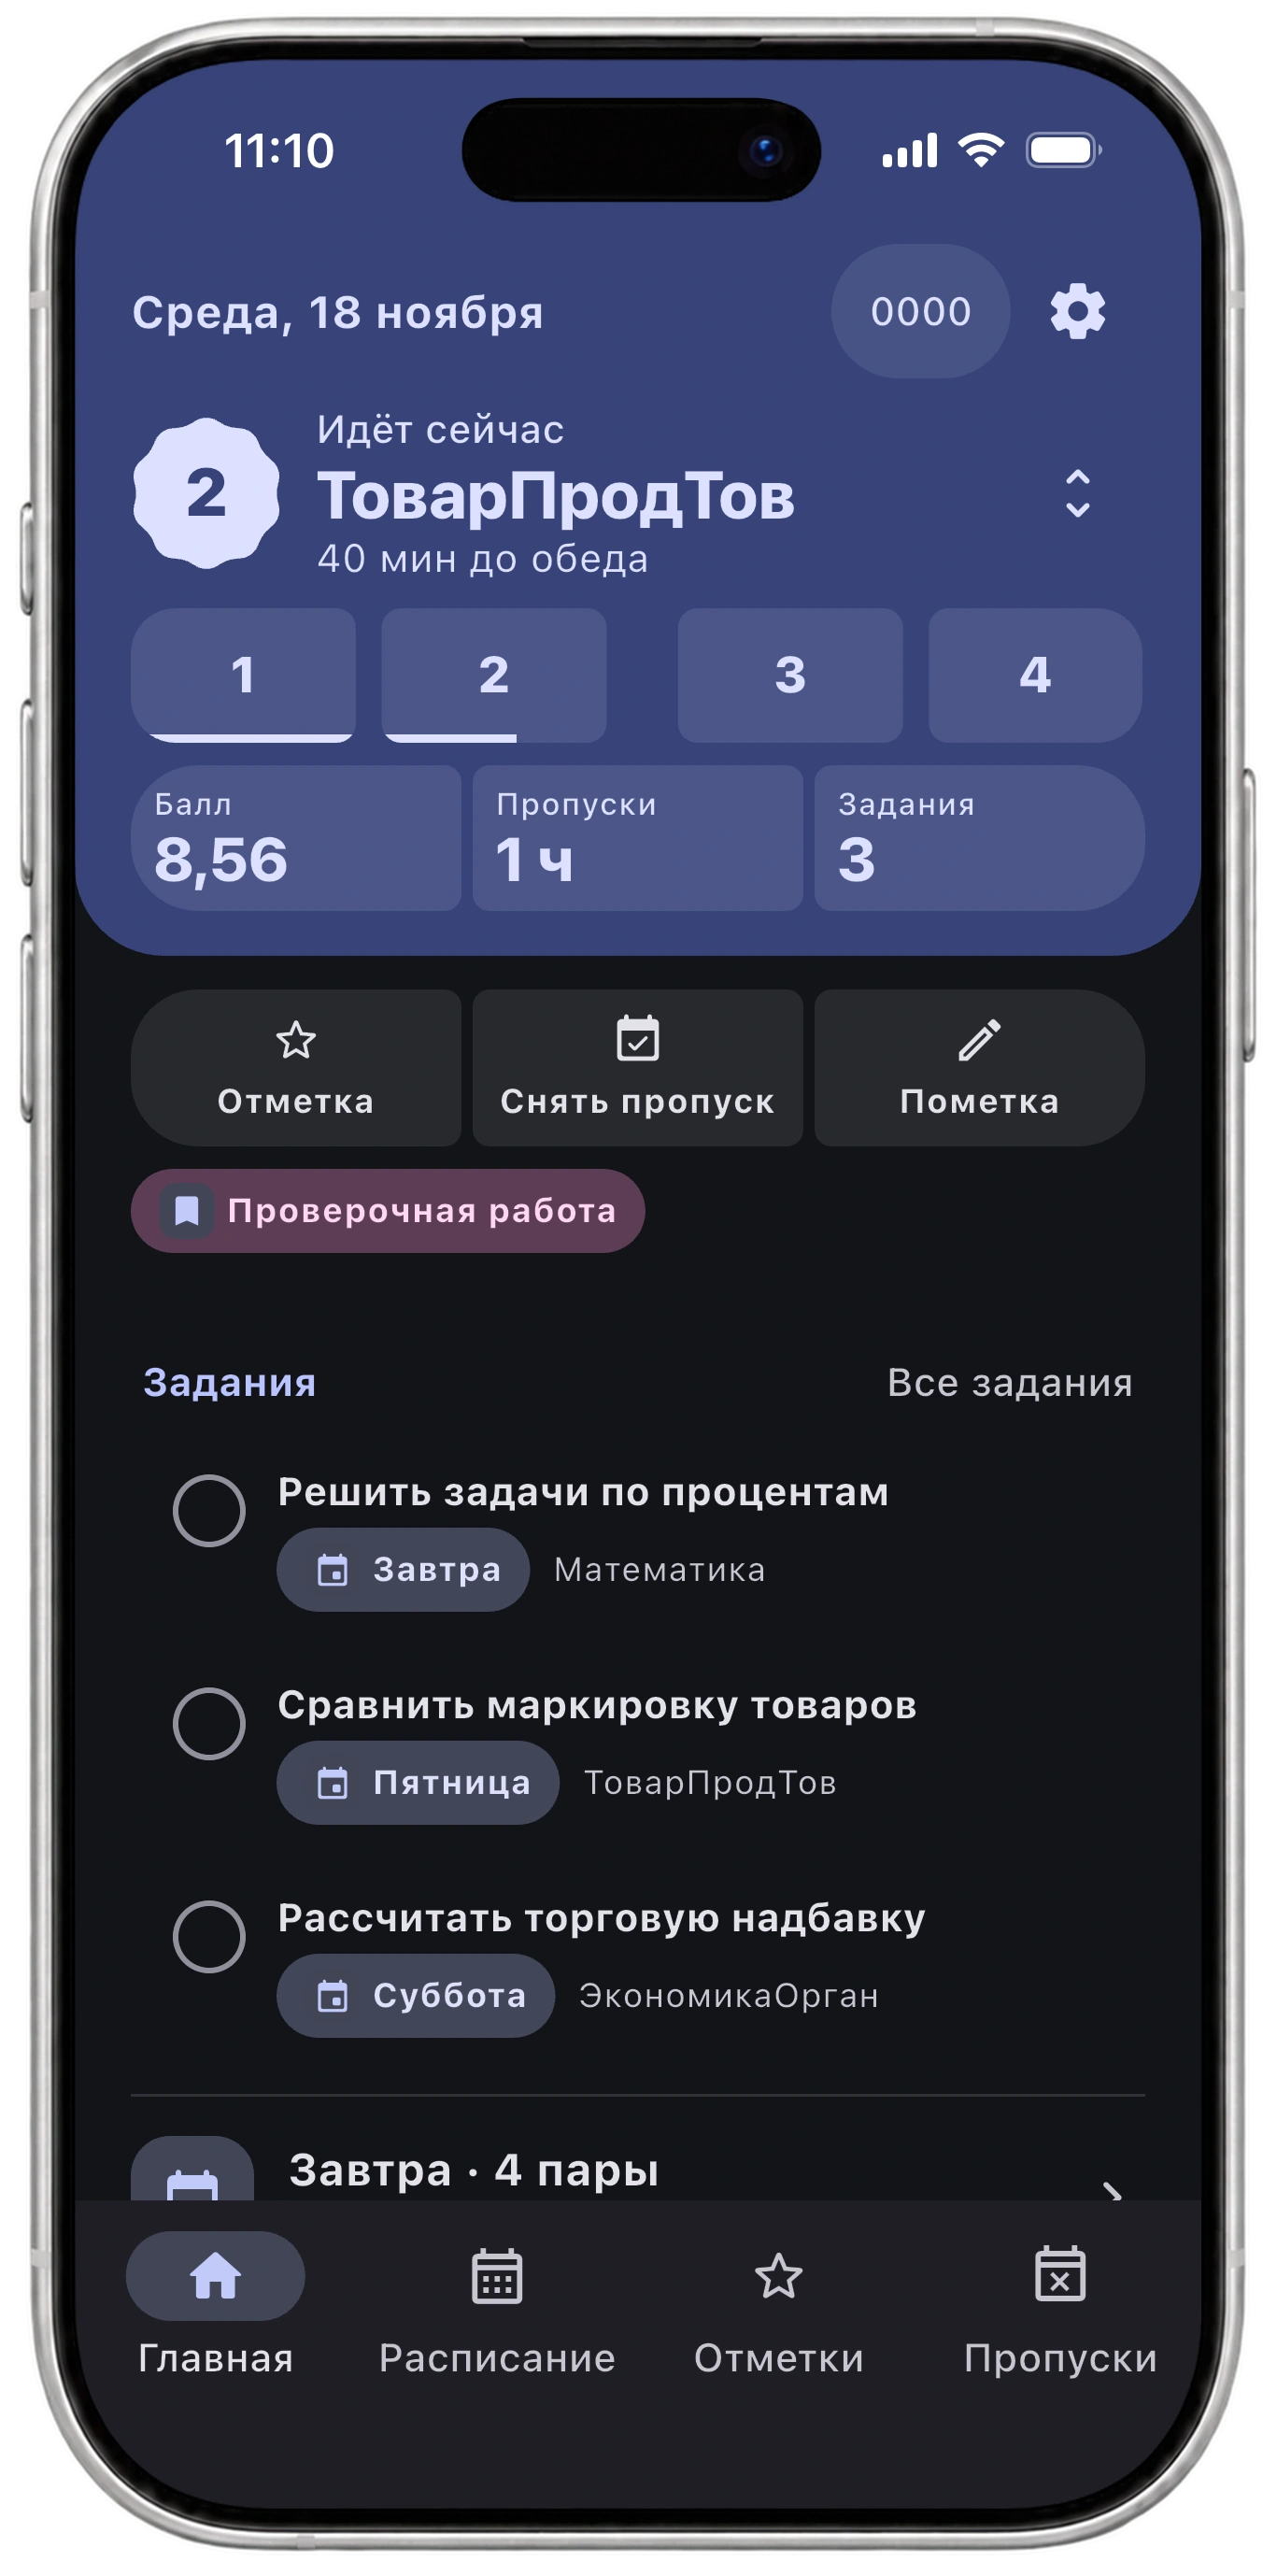 11:10
Среда, 18 ноября
0000
Идёт сейчас
2
ТоварПродТов
40 мин до обеда
1
2
3
4
Балл
Пропуски
Задания
8,56
1 ч
3
Отметка
Снять пропуск
Пометка
Проверочная работа
Задания
Все задания
Решить задачи по процентам
Завтра
Математика
Сравнить маркировку товаров
Пятница
ТоварПродТов
Рассчитать торговую надбавку
Суббота
ЭкономикаОрган
Завтра · 4 пары
Главная
Расписание
Отметки
Пропуски